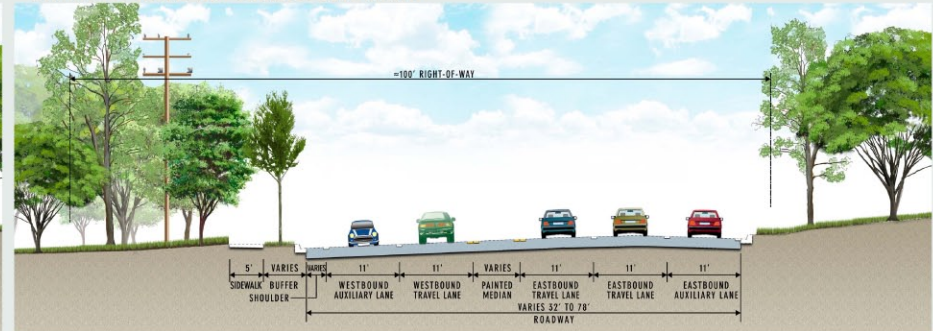 ≈100' RIGHT-OF-WAY
5' VARIES VARIES 11' 11' VARIES 11' 11' 11'
SIDEWALK BUFFER SHOULDER WESTBOUND AUXILIARY LANE WESTBOUND TRAVEL LANE PAINTED MEDIAN EASTBOUND TRAVEL LANE EASTBOUND TRAVEL LANE EASTBOUND AUXILIARY LANE
VARIES 32' TO 78'
ROADWAY